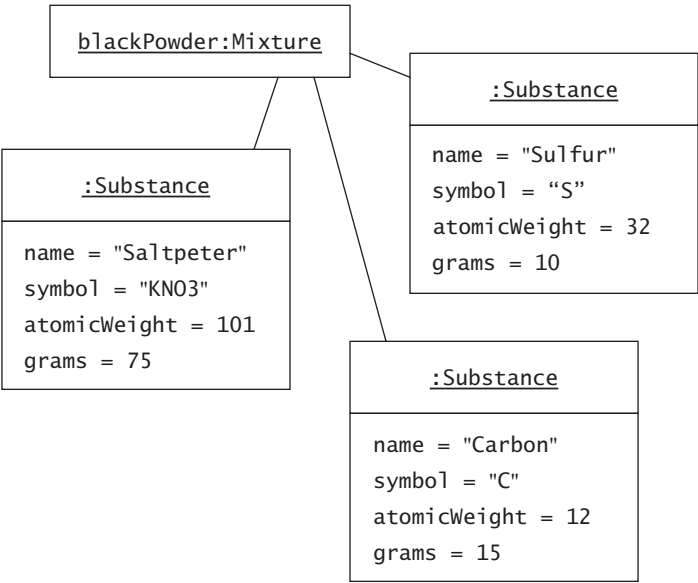 blackPowder:Mixture
:Substance
name = "Sulfur"
symbol = “S”
atomicWeight = 32
grams = 10
:Substance
name = "Saltpeter"
symbol = "KNO3"
atomicWeight = 101
grams = 75
:Substance
name = "Carbon"
symbol = "C"
atomicWeight = 12
grams = 15